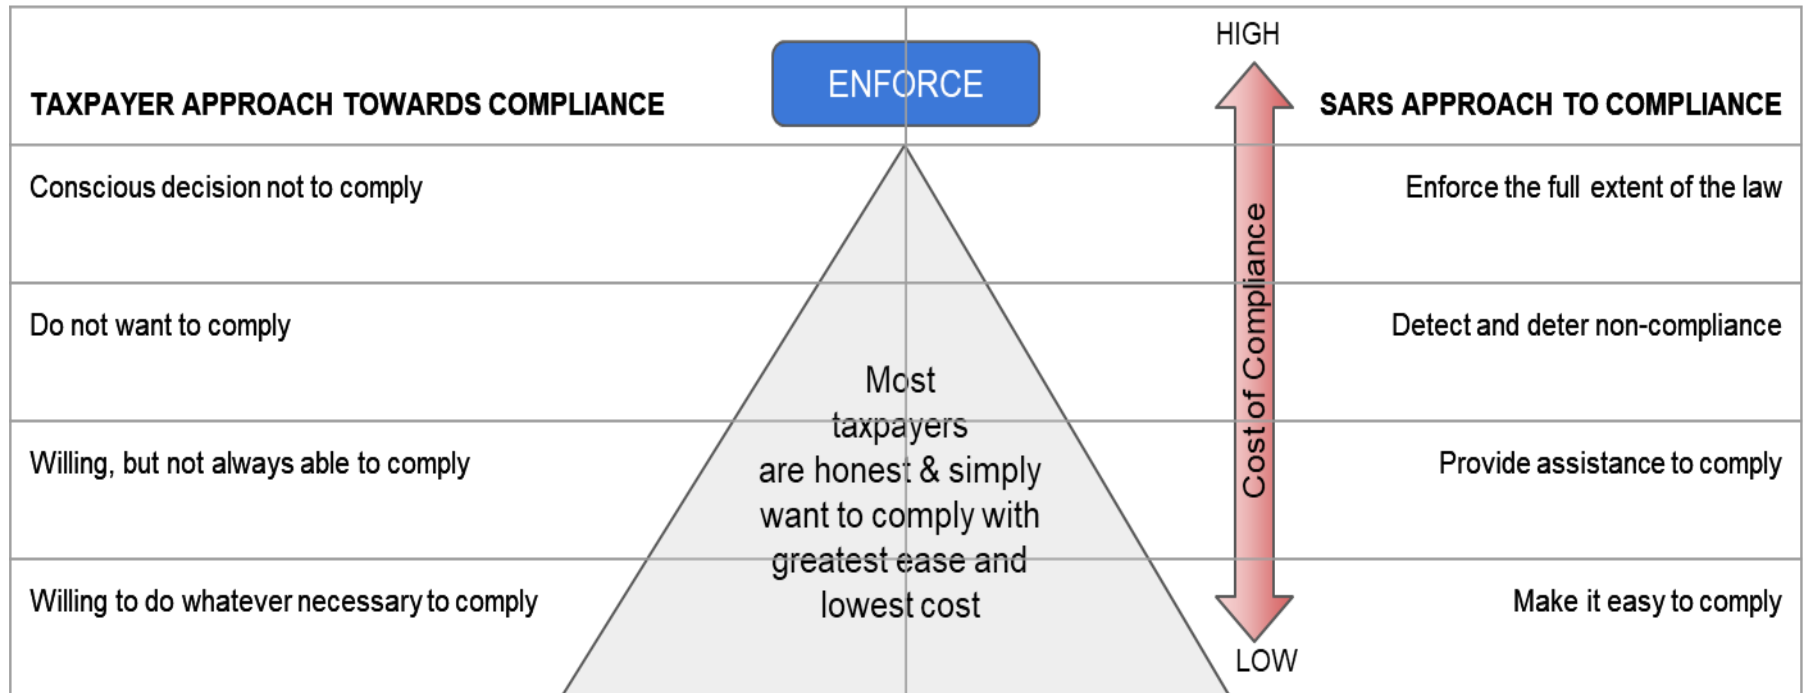 HIGH
ENFORCE
TAXPAYER APPROACH TOWARDS COMPLIANCE
SARS APPROACH TO COMPLIANCE
Conscious decision not to comply
Enforce the full extent of the law
Do not want to comply
Detect and deter non-compliance
Cost of Compliance
Most
taxpayers
are honest & simply
want to comply with
greatest ease and
lowest cost
Willing, but not always able to comply
Provide assistance to comply
Willing to do whatever necessary to comply
Make it easy to comply
LOW